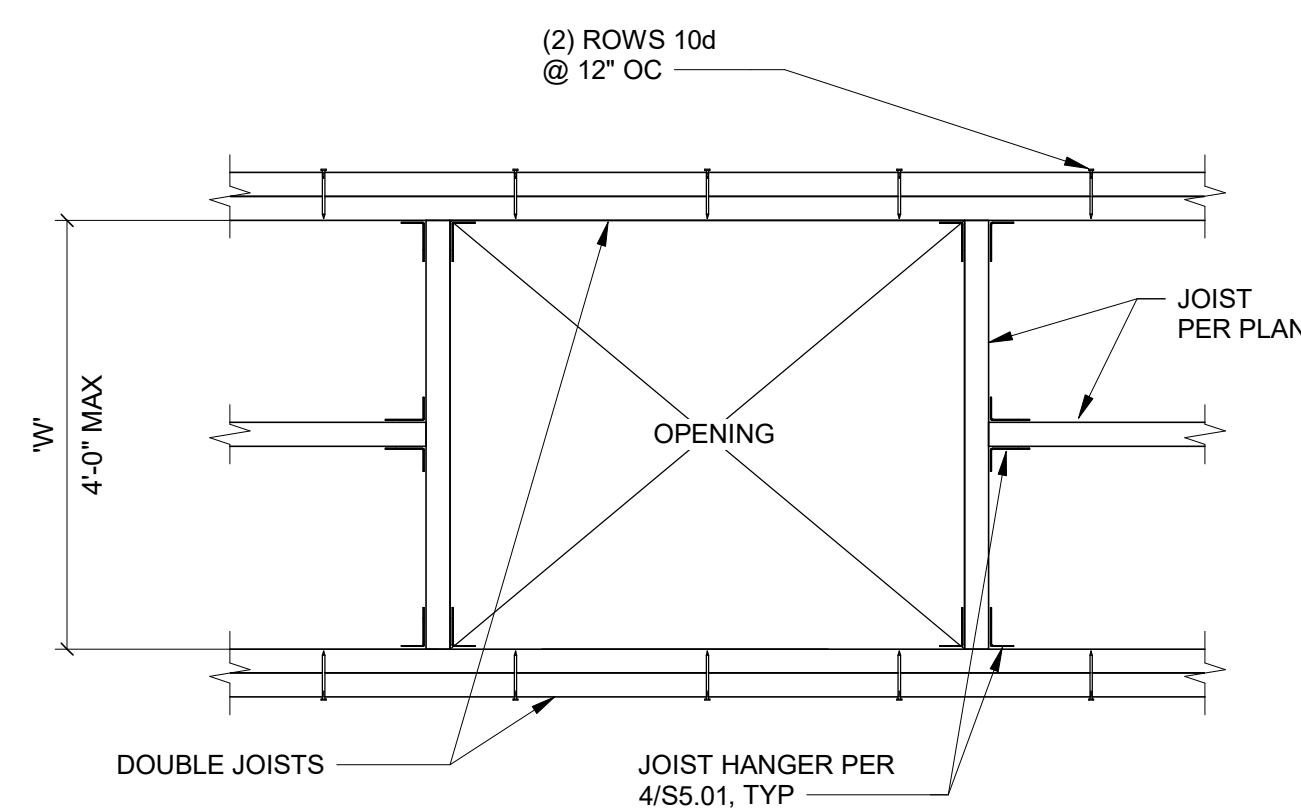 (2) ROWS 10d
@ 12" OC
JOIST
PER PLAN
'W'
4'-0" MAX
OPENING
DOUBLE JOISTS
JOIST HANGER PER
4/S5.01, TYP